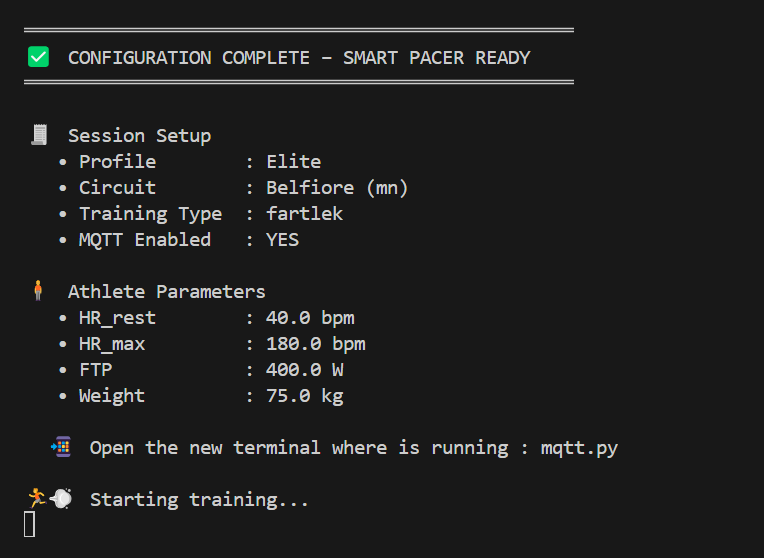 ✅ CONFIGURATION COMPLETE – SMART PACER READY
🧾 Session Setup
• Profile : Elite
• Circuit : Belfiore (mn)
• Training Type : fartlek
• MQTT Enabled : YES
🧍 Athlete Parameters
• HR_rest : 40.0 bpm
• HR_max : 180.0 bpm
• FTP : 400.0 W
• Weight : 75.0 kg
📲 Open the new terminal where is running : mqtt.py
🏃💨 Starting training...